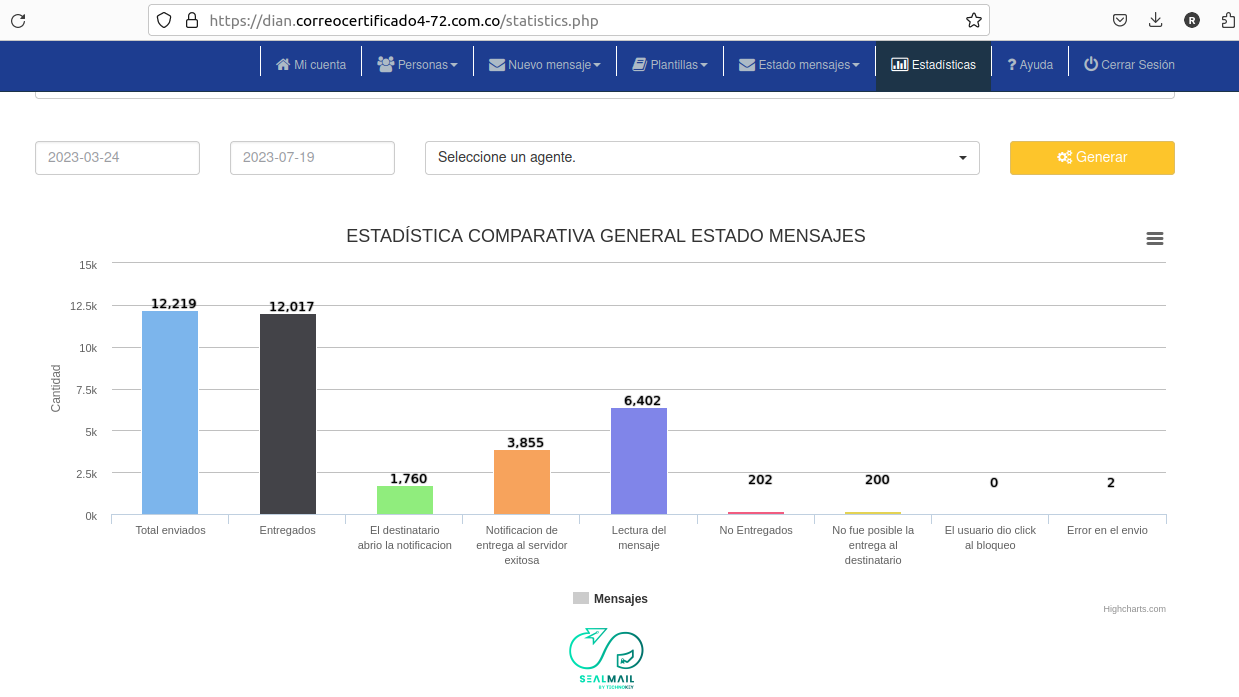 https://dian.correocertificado4-72.com.co/statistics.php
R
Mi cuenta Personas Nuevo mensaje Plantillas Estado mensajes Estadísticas ? Ayuda Cerrar Sesión
2023-03-24 2023-07-19 Seleccione un agente. Generar
ESTADÍSTICA COMPARATIVA GENERAL ESTADO MENSAJES
Cantidad
15k
12.5k
10k
7.5k
5k
2.5k
0k
12,219 12,017 1,760 3,855 6,402 202 200 0 2
Total enviados
Entregados
El destinatario
abrio la notificacion
Notificacion de
entrega al servidor
exitosa
Lectura del
mensaje
No Entregados
No fue posible la
entrega al
destinatario
El usuario dio click
al bloqueo
Error en el envio
Mensajes
Highcharts.com
SEALMAIL
BY TECHNOKEY